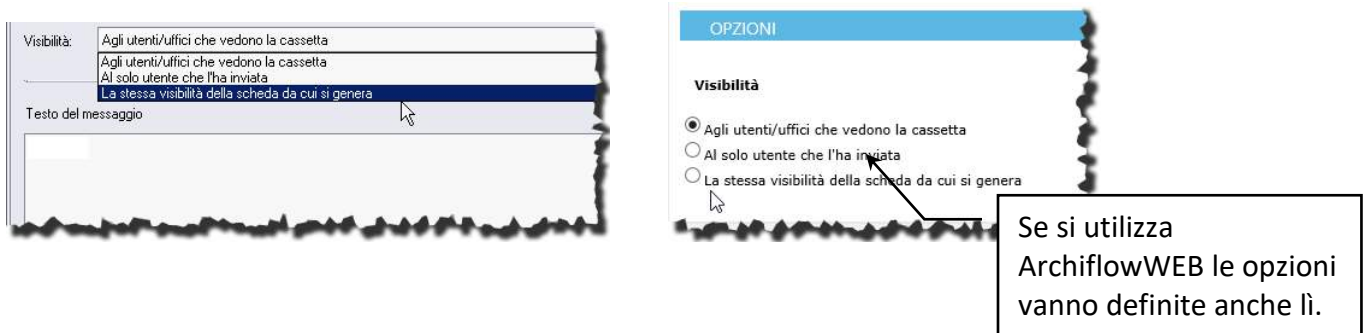 Visibilità:
Agli utenti/uffici che vedono la cassetta
Agli utenti/uffici che vedono la cassetta
Al solo utente che l'ha inviata
La stessa visibilità della scheda da cui si genera
Testo del messaggio
OPZIONI
Visibilità
Agli utenti/uffici che vedono la cassetta
Al solo utente che l'ha inviata
La stessa visibilità della scheda da cui si genera
Se si utilizza
ArchiflowWEB le opzioni
vanno definite anche lì.